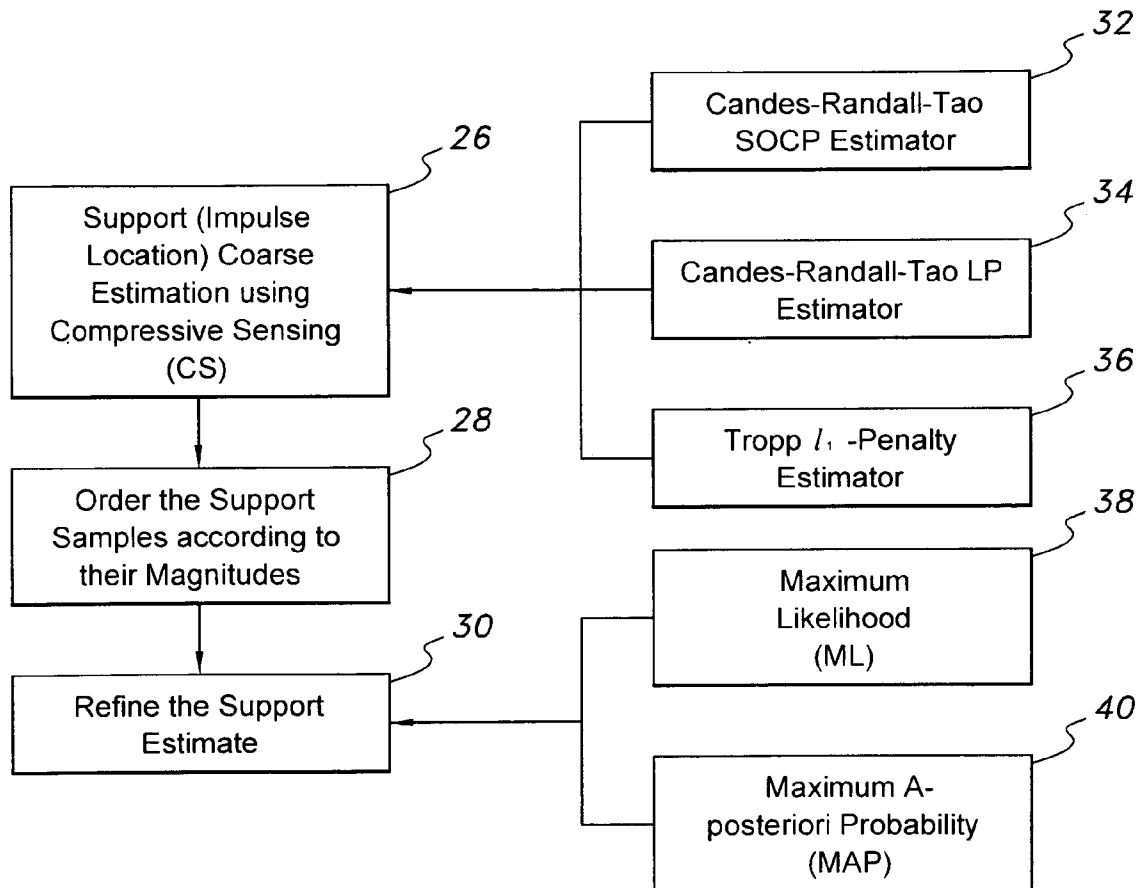 32
Candes-Randall-Tao
SOCP Estimator
26
Support (Impulse
Location) Coarse
Estimation using
Compressive Sensing
(CS)
34
Candes-Randall-Tao LP
Estimator
36
Tropp l₁ -Penalty
Estimator
28
Order the Support
Samples according to
their Magnitudes
38
Maximum
Likelihood
(ML)
30
Refine the Support
Estimate
40
Maximum A-
posteriori Probability
(MAP)